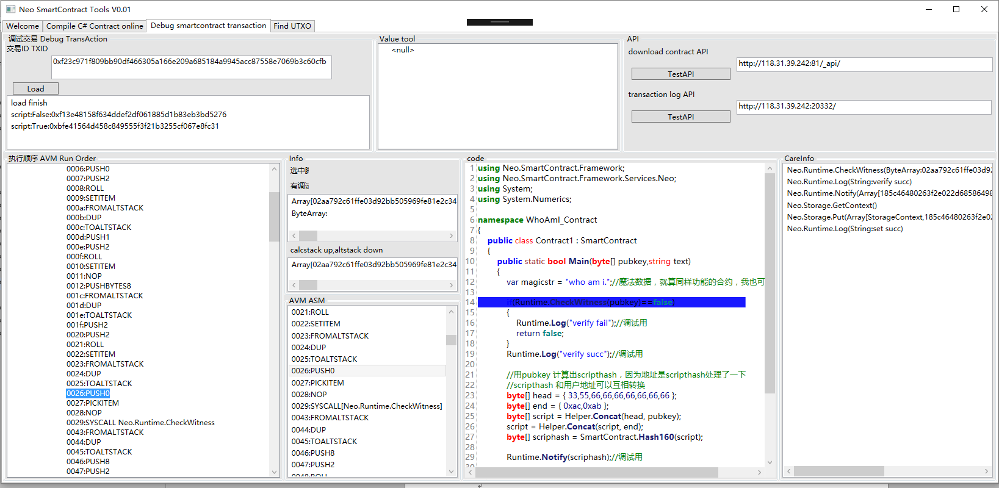 Neo SmartContract Tools V0.01
Welcome
Compile C# Contract online
Debug smartcontract transaction
Find UTXO
调试交易 Debug TransAction
交易ID TXID
0xf23c971f809bb90df466305a166e209a685184a9945acc87558e7069b3c60cfb
Load
load finish
script:False:0xf13e48158f634ddef2df061885d1b83eb3bd5276
script:True:0xbfe41564d458c849555f3f21b3255cf067e8fc31
Value tool
<null>
API
download contract API
http://118.31.39.242:81/_api/
TestAPI
transaction log API
http://118.31.39.242:20332/
TestAPI
执行顺序 AVM Run Order
0006:PUSH0
0007:PUSH2
0008:ROLL
0009:SETITEM
000a:FROMALTSTACK
000b:DUP
000c:TOALTSTACK
000d:PUSH1
000e:PUSH2
000f:ROLL
0010:SETITEM
0011:NOP
0012:PUSHBYTES8
001c:FROMALTSTACK
001d:DUP
001e:TOALTSTACK
001f:PUSH2
0020:PUSH2
0021:ROLL
0022:SETITEM
0023:FROMALTSTACK
0024:DUP
0025:TOALTSTACK
0026:PUSH0
0027:PICKITEM
0028:NOP
0029:SYSCALL Neo.Runtime.CheckWitness
0043:FROMALTSTACK
0044:DUP
0045:TOALTSTACK
0046:PUSH8
0047:PUSH2
Info
选中
有调
Array[02aa792c61ffe03d92bb505969fe81e2c34
ByteArray:
calcstack up,altstack down
Array[02aa792c61ffe03d92bb505969fe81e2c34
AVM ASM
0021:ROLL
0022:SETITEM
0023:FROMALTSTACK
0024:DUP
0025:TOALTSTACK
0026:PUSH0
0027:PICKITEM
0028:NOP
0029:SYSCALL[Neo.Runtime.CheckWitness]
0043:FROMALTSTACK
0044:DUP
0045:TOALTSTACK
0046:PUSH8
0047:PUSH2
0048:ROLL
code
1 using Neo.SmartContract.Framework;
2 using Neo.SmartContract.Framework.Services.Neo;
3 using System;
4 using System.Numerics;
5
6 namespace WhoAmI_Contract
7 {
8 public class Contract1 : SmartContract
9 {
10 public static bool Main(byte[] pubkey,string text)
11 {
12 var magicstr = "who am i.";//魔法数据，就算同样功能的合约，我也可
13
14 if(Runtime.CheckWitness(pubkey)==false)
15 {
16 Runtime.Log("verify fail");//调试用
17 return false;
18 }
19 Runtime.Log("verify succ");//调试用
20
21 //用pubkey 计算出scripthash，因为地址是scripthash处理了一下
22 //scripthash 和用户地址可以互相转换
23 byte[] head = { 33,55,66,66,66,66,66,66,66 };
24 byte[] end = { 0xac,0xab };
25 byte[] script = Helper.Concat(head, pubkey);
26 script = Helper.Concat(script, end);
27 byte[] scriphash = SmartContract.Hash160(script);
28
29 Runtime.Notify(scriphash);//调试用
30
CareInfo
Neo.Runtime.CheckWitness(ByteArray:02aa792c61ffe03d9
Neo.Runtime.Log(String:verify succ)
Neo.Runtime.Notify(Array[185c46480263f2e022d6858649
Neo.Storage.GetContext()
Neo.Storage.Put(Array[StorageContext,185c46480263f2e0
Neo.Runtime.Log(String:set succ)